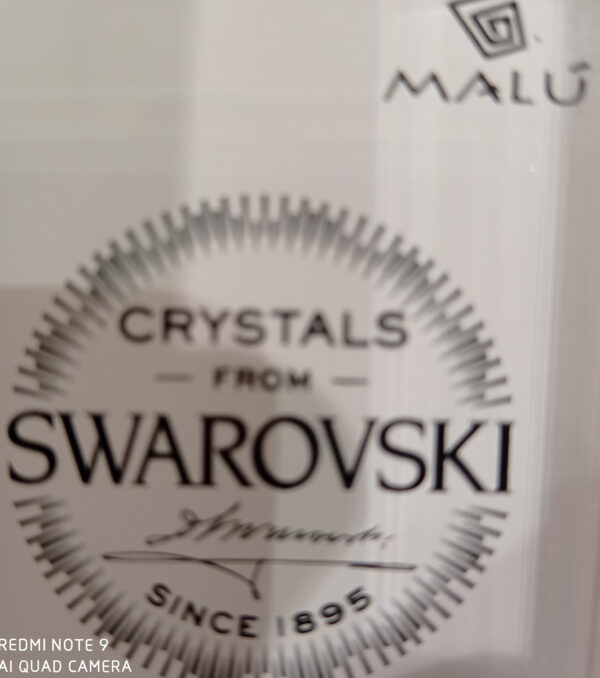 MALÚ
CRYSTALS
— FROM —
SWAROVSKI
SINCE 1895
REDMI NOTE 9
AI QUAD CAMERA